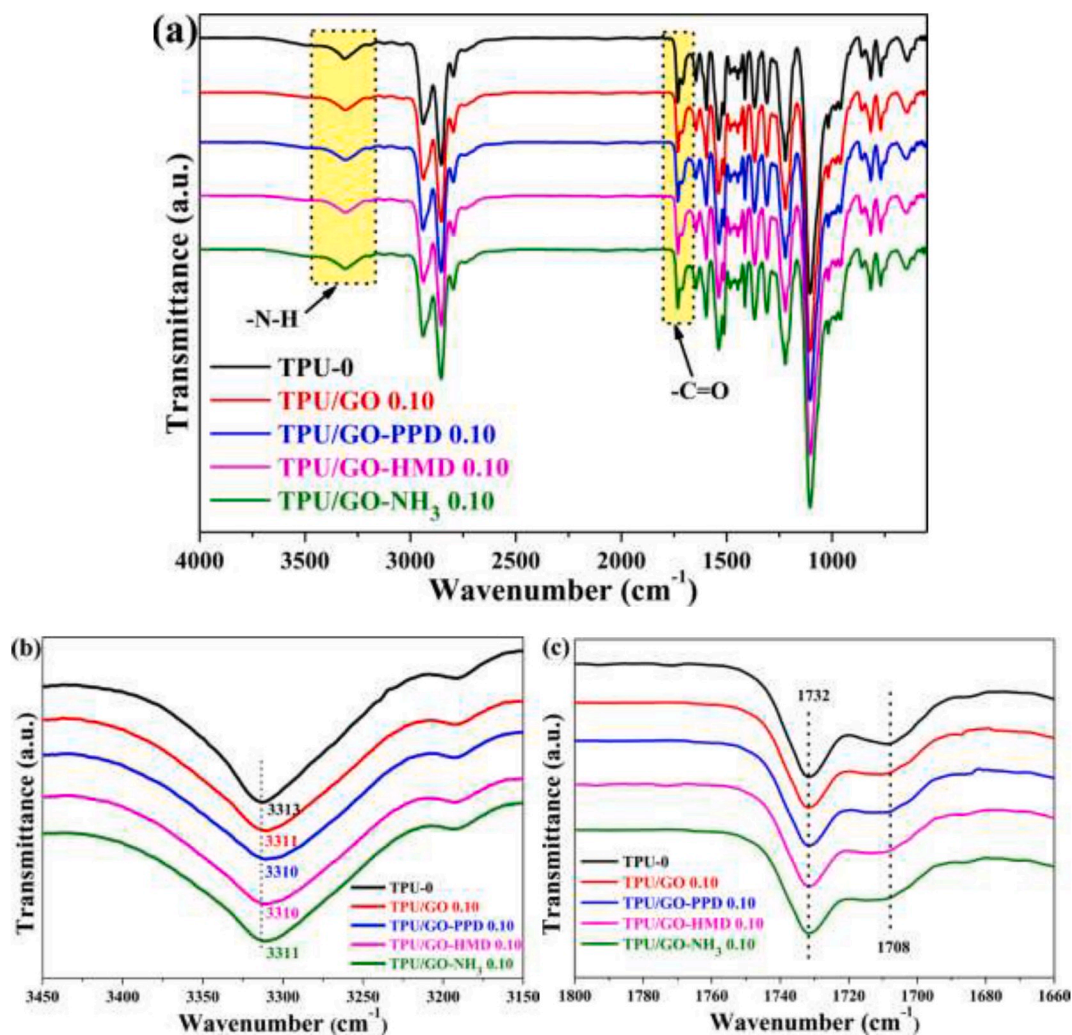 (a)
Transmittance (a.u.)
-N-H
-C=O
TPU-0
TPU/GO 0.10
TPU/GO-PPD 0.10
TPU/GO-HMD 0.10
TPU/GO-NH3 0.10
4000 3500 3000 2500 2000 1500 1000
Wavenumber (cm-1)
(b)
Transmittance (a.u.)
3313
3311
3310
3310
3311
TPU-0
TPU/GO 0.10
TPU/GO-PPD 0.10
TPU/GO-HMD 0.10
TPU/GO-NH3 0.10
3450 3400 3350 3300 3250 3200 3150
Wavenumber (cm-1)
(c)
Transmittance (a.u.)
1732
1708
TPU-0
TPU/GO 0.10
TPU/GO-PPD 0.10
TPU/GO-HMD 0.10
TPU/GO-NH3 0.10
1800 1780 1760 1740 1720 1700 1680 1660
Wavenumber (cm-1)